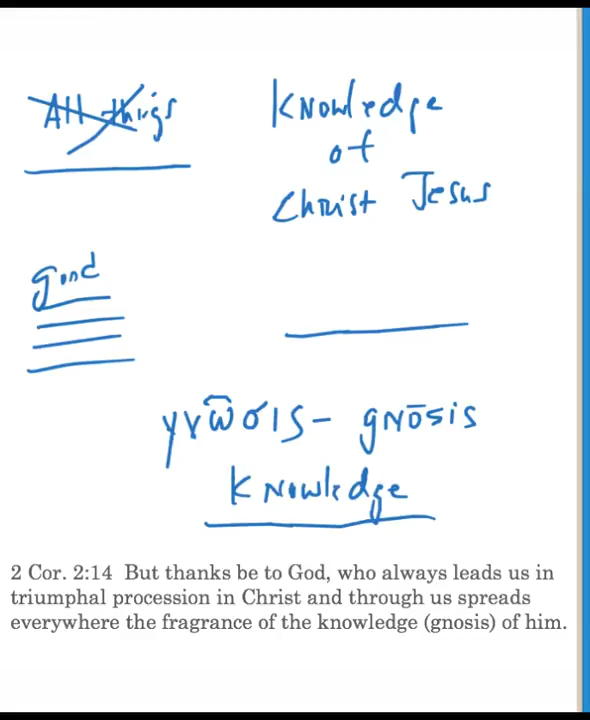 All things
Knowledge
of
Christ Jesus
good
γνῶσις - gnōsis
Knowledge
2 Cor. 2:14 But thanks be to God, who always leads us in
triumphal procession in Christ and through us spreads
everywhere the fragrance of the knowledge (gnosis) of him.